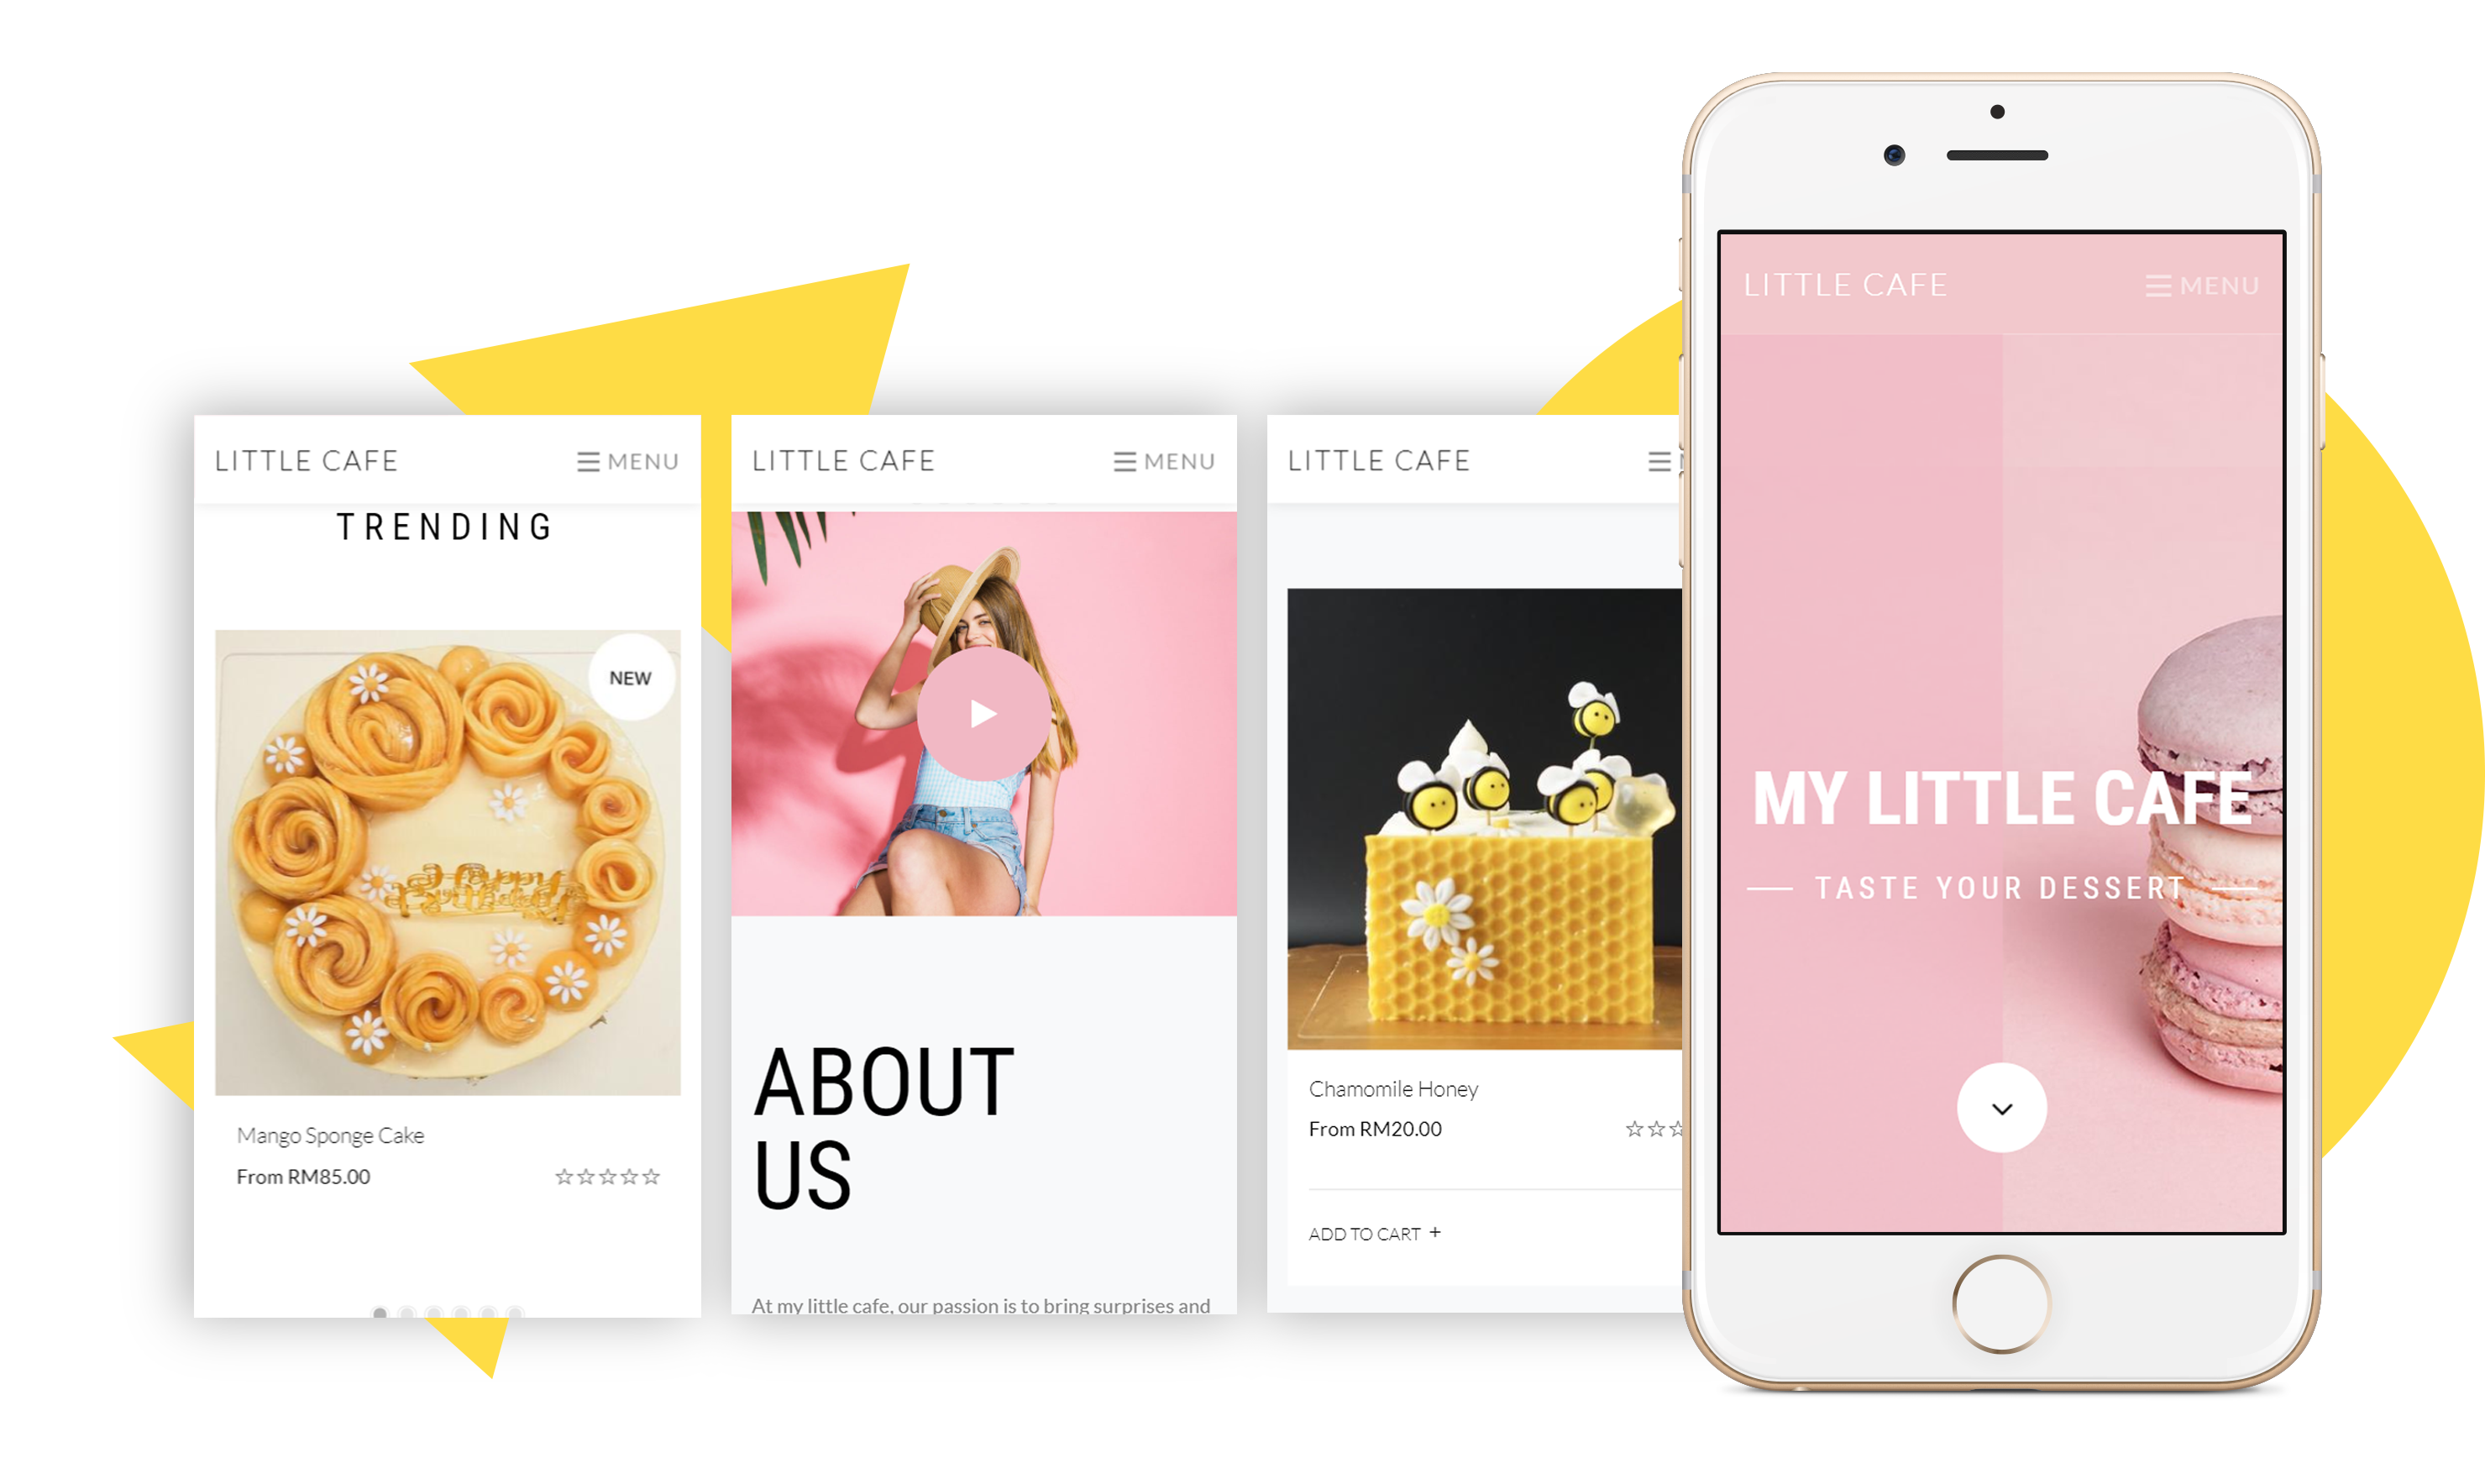 LITTLE CAFE
MENU
TRENDING
NEW
Happy
Birthday
Mango Sponge Cake
From RM85.00
LITTLE CAFE
MENU
ABOUT
US
At my little cafe, our passion is to bring surprises and
LITTLE CAFE
Chamomile Honey
From RM20.00
ADD TO CART +
LITTLE CAFE
MENU
MY LITTLE CAFE
TASTE YOUR DESSERT